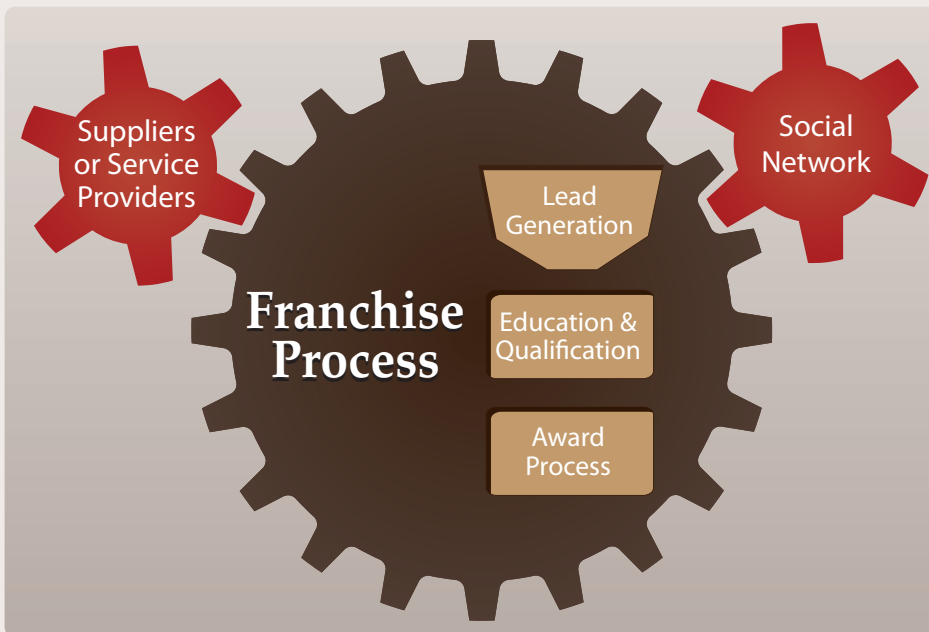 Suppliers
or Service
Providers
Social
Network
Lead
Generation
Franchise
Process
Education &
Qualification
Award
Process